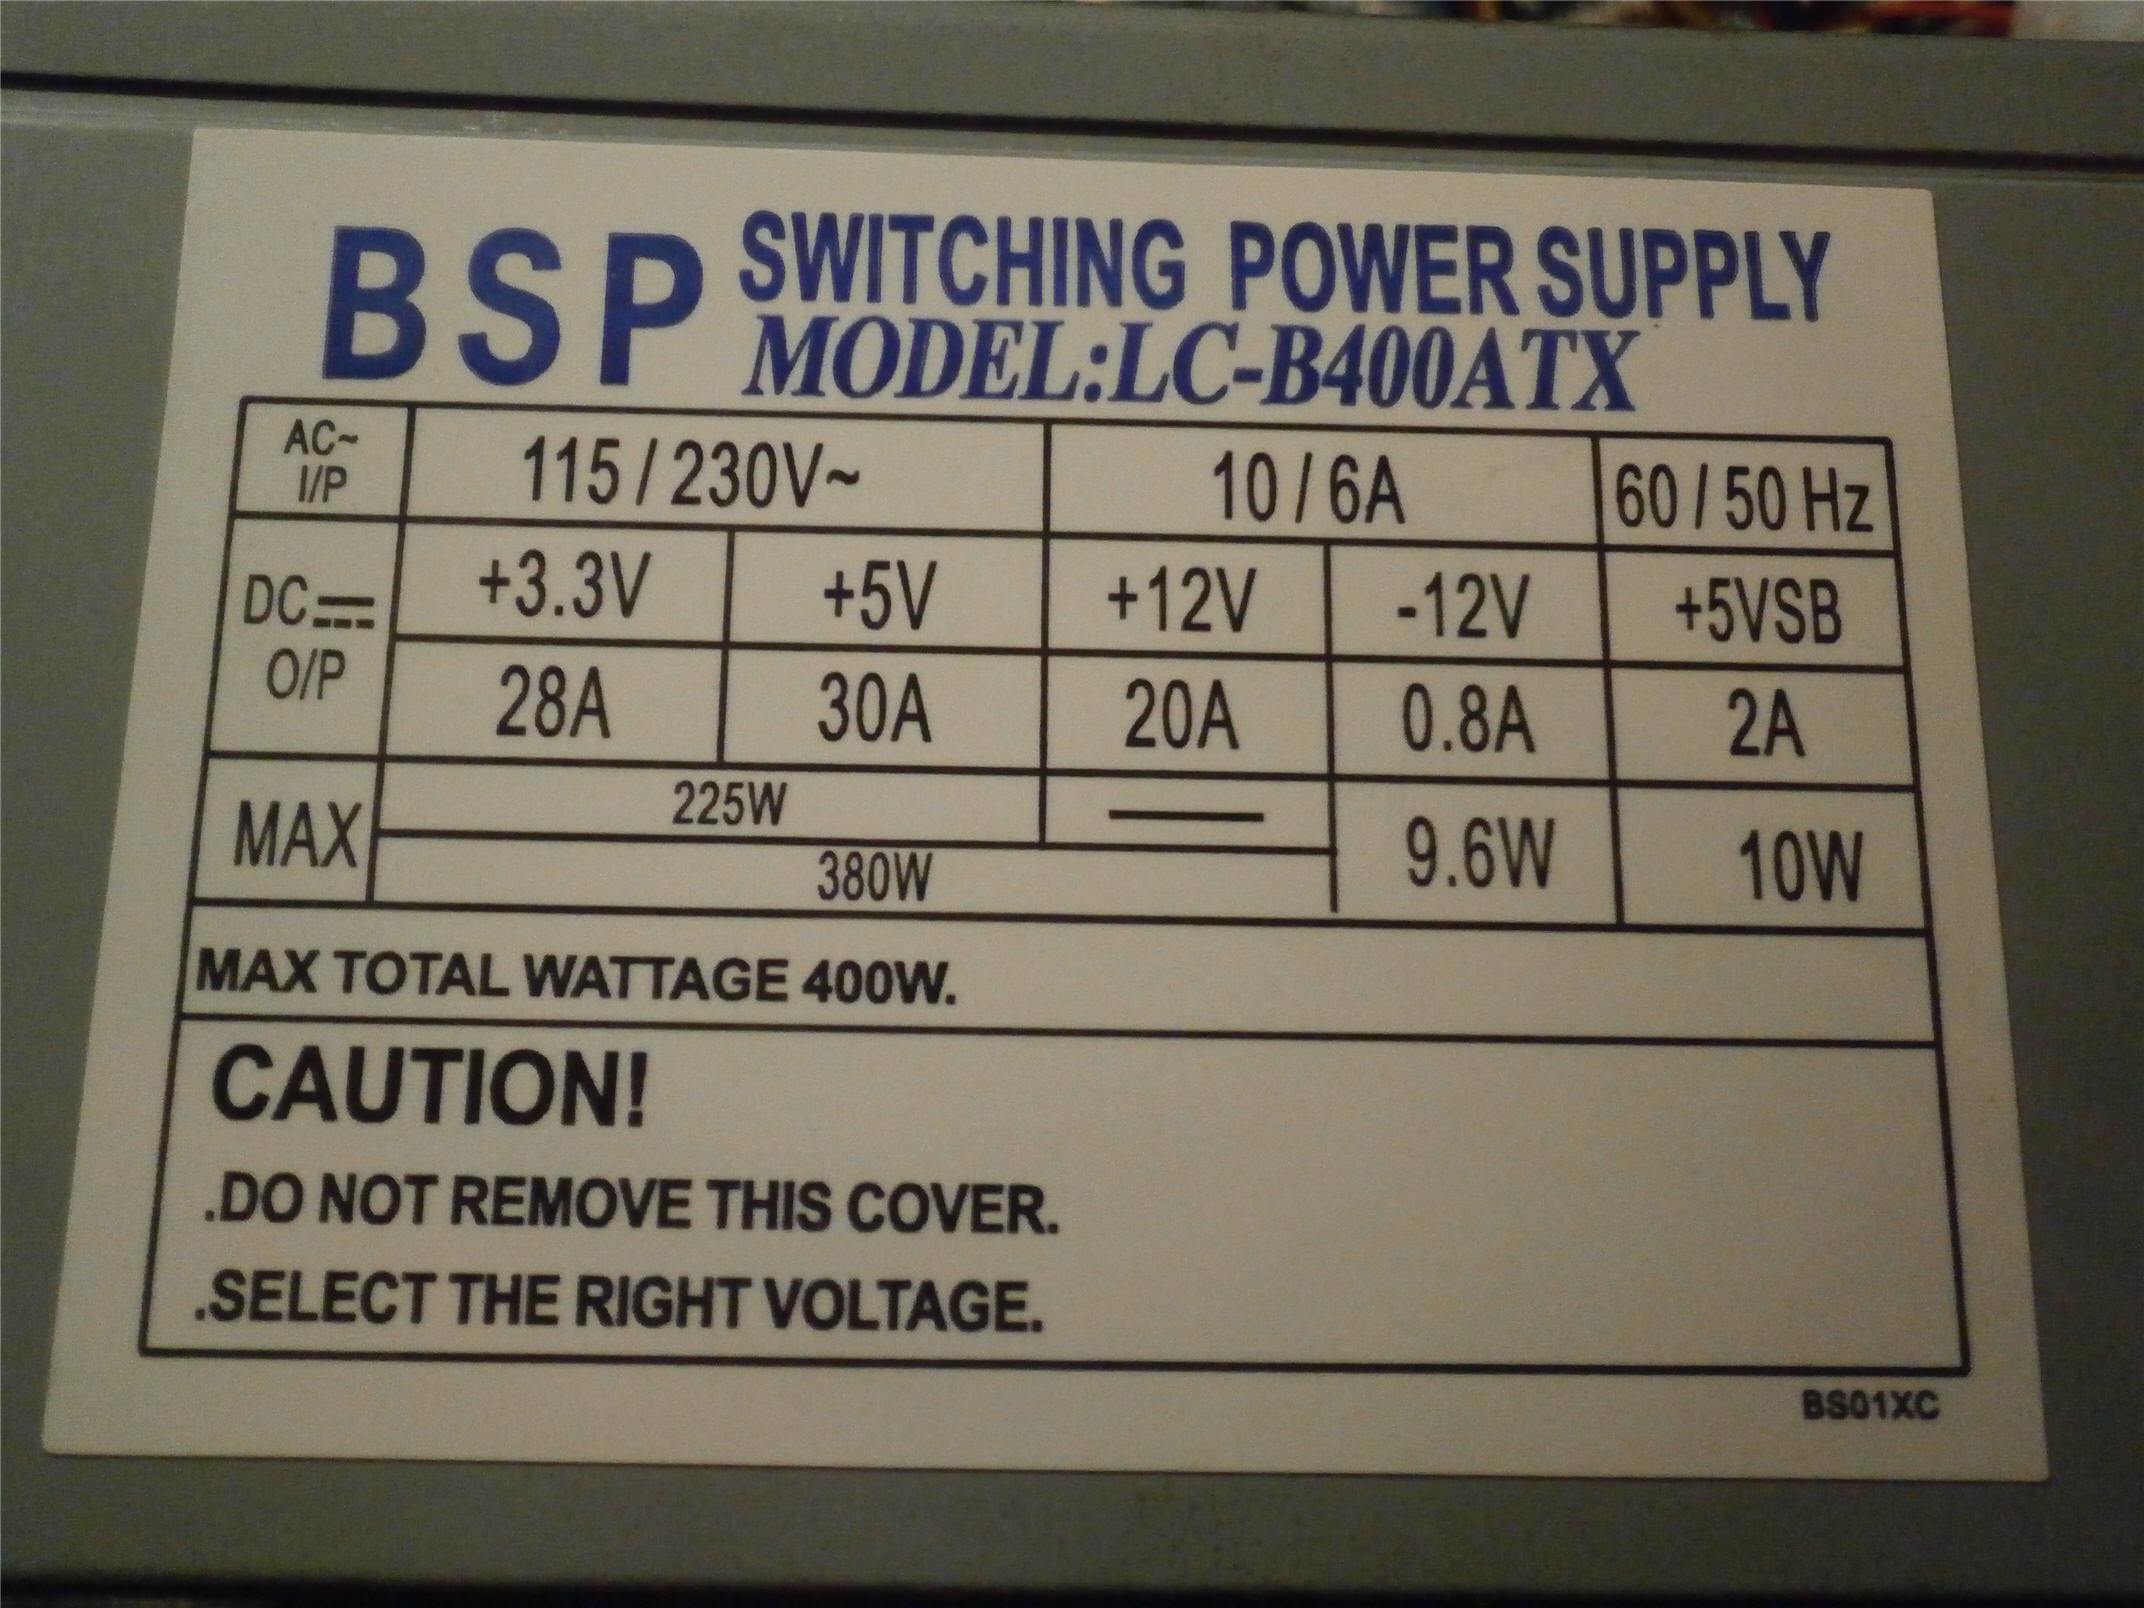 BSP SWITCHING POWER SUPPLY
MODEL:LC-B400ATX
AC~ I/P 115 / 230V~ 10 / 6A 60 / 50 Hz
DC O/P +3.3V +5V +12V -12V +5VSB
28A 30A 20A 0.8A 2A
MAX 225W — 9.6W 10W
380W
MAX TOTAL WATTAGE 400W.
CAUTION!
.DO NOT REMOVE THIS COVER.
.SELECT THE RIGHT VOLTAGE.
BS01XC